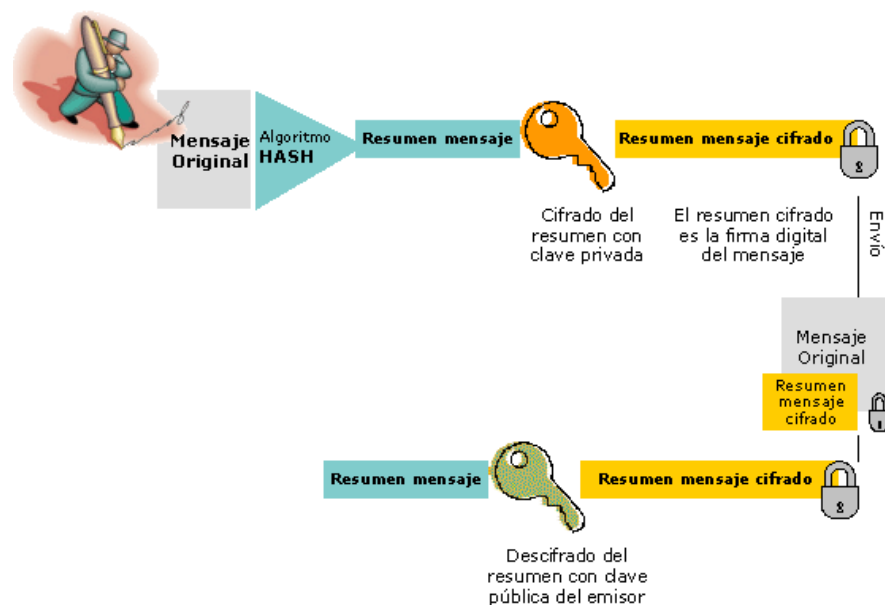 Mensaje
Original
Algoritmo
HASH
Resumen mensaje
Resumen mensaje cifrado
Cifrado del
resumen con
clave privada
El resumen cifrado
es la firma digital
del mensaje
Envío
Mensaje
Original
Resumen
mensaje
cifrado
Resumen mensaje
Resumen mensaje cifrado
Descifrado del
resumen con clave
pública del emisor